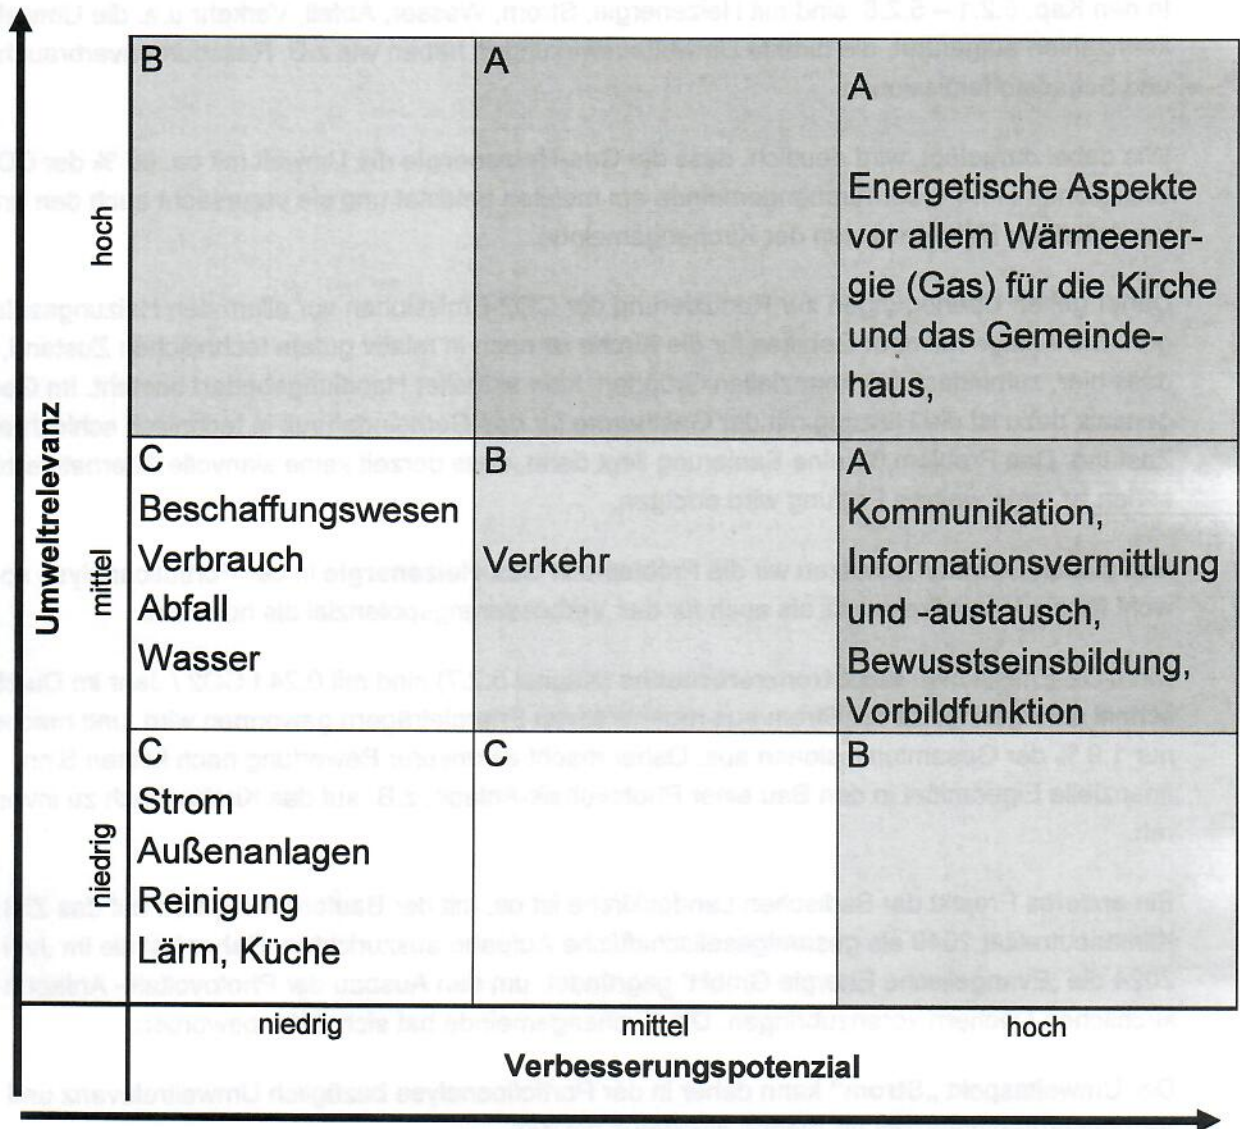 B
A
A
Energetische Aspekte
vor allem Wärmeener-
gie (Gas) für die Kirche
und das Gemeinde-
haus,
hoch
C
Beschaffungswesen
Verbrauch
Abfall
Wasser
B
Verkehr
A
Kommunikation,
Informationsvermittlung
und -austausch,
Bewusstseinsbildung,
Vorbildfunktion
Umweltrelevanz
mittel
C
Strom
Außenanlagen
Reinigung
Lärm, Küche
C
B
niedrig
niedrig
mittel
hoch
Verbesserungspotenzial